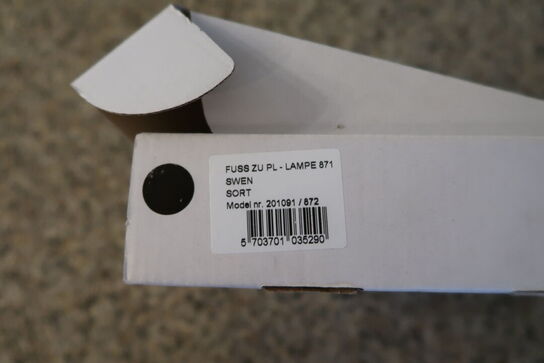 FUSS ZU PL - LAMPE 871
SWEN
SORT
Model nr. 201091 / 872
5 703701 035290